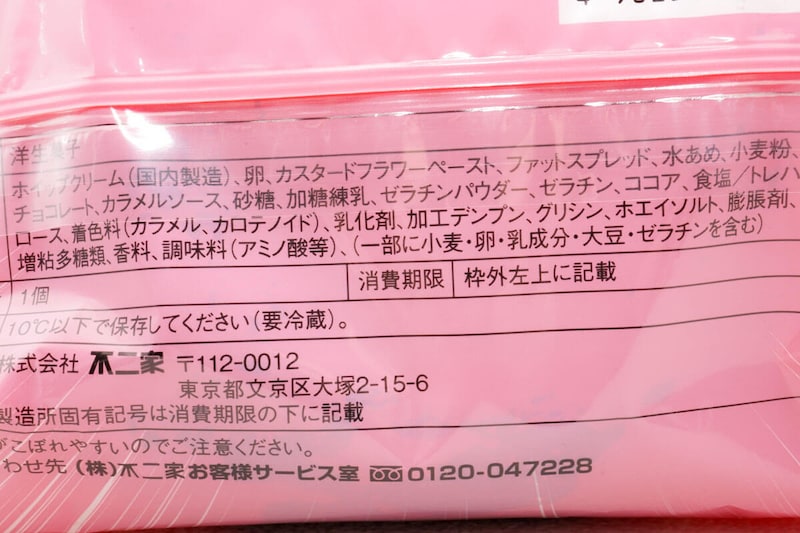 洋生菓子
ホイップクリーム(国内製造)、卵、カスタードフラワーペースト、ファットスプレッド、水あめ、小麦粉、
チョコレート、カラメルソース、砂糖、加糖練乳、ゼラチンパウダー、ゼラチン、ココア、食塩/トレハ
ロース、着色料(カラメル、カロテノイド)、乳化剤、加工デンプン、グリシン、ホエイソルト、膨脹剤、
増粘多糖類、香料、調味料(アミノ酸等)、(一部に小麦・卵・乳成分・大豆・ゼラチンを含む)
1個 消費期限 枠外左上に記載
10℃以下で保存してください(要冷蔵)。
株式会社 不二家 〒112-0012
東京都文京区大塚2-15-6
製造所固有記号は消費期限の下に記載
がこぼれやすいのでご注意ください。
わせ先 (株)不二家お客様サービス室 0120-047228